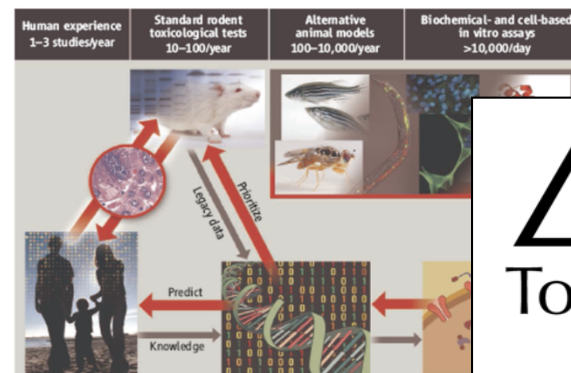 Human experience
1–3 studies/year
Standard rodent
toxicological tests
10–100/year
Alternative
animal models
100–10,000/year
Biochemical- and cell-based
in vitro assays
>10,000/day
Legacy data
Prioritize
Predict
Knowledge
To